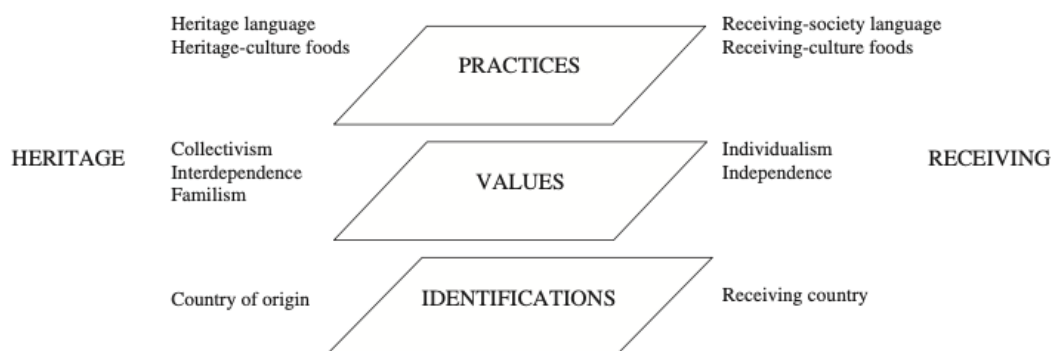 Heritage language
Heritage-culture foods
PRACTICES
Receiving-society language
Receiving-culture foods
HERITAGE
Collectivism
Interdependence
Familism
VALUES
Individualism
Independence
RECEIVING
Country of origin
IDENTIFICATIONS
Receiving country